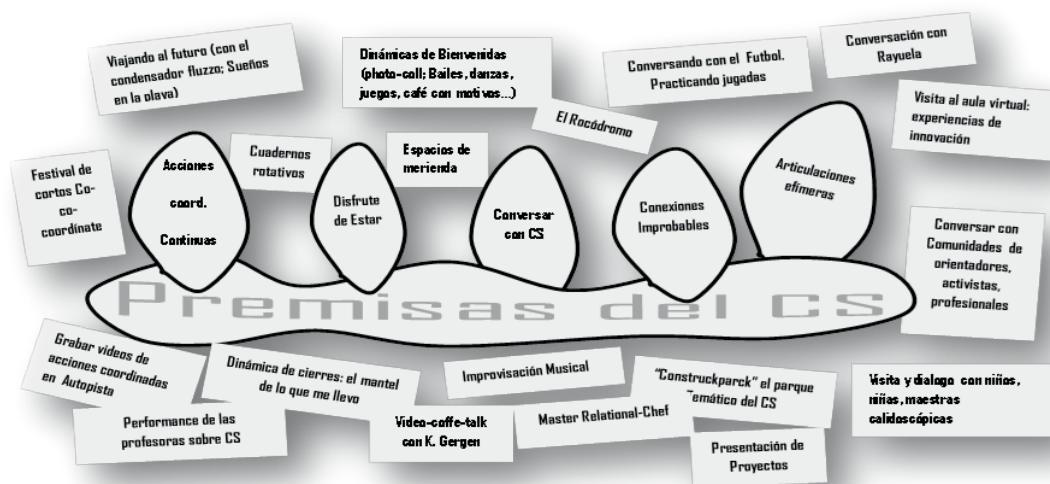 Viajando al futuro (con el
condensador fluzzo; Sueños
en la playa)
Dinámicas de Bienvenidas
(photo-coll; Bailes, danzas,
juegos, café con motivos...)
Conversando con el Futbol.
Practicando jugadas
Conversación con
Rayuela
El Rocódromo
Visita al aula virtual:
experiencias de
innovación
Festival de
cortos Co-
co-
coordínate
Acciones
coord.
Continuas
Cuadernos
rotativos
Disfrute
de Estar
Espacios de
merienda
Conversar
con CS
Conexiones
Improbables
Articulaciones
efímeras
Conversar con
Comunidades de
orientadores,
activistas,
profesionales
Premisas del CS
Grabar videos de
acciones coordinadas
en Autopista
Dinámica de cierres: el mantel
de lo que me llevo
Improvisación Musical
"Construckparck" el parque
Temático del CS
Visita y dialogo con niños,
niñas, maestras
calidoscópicas
Performance de las
profesoras sobre CS
Video-coffe-talk
con K. Gergen
Master Relational-Chef
Presentación de
Proyectos